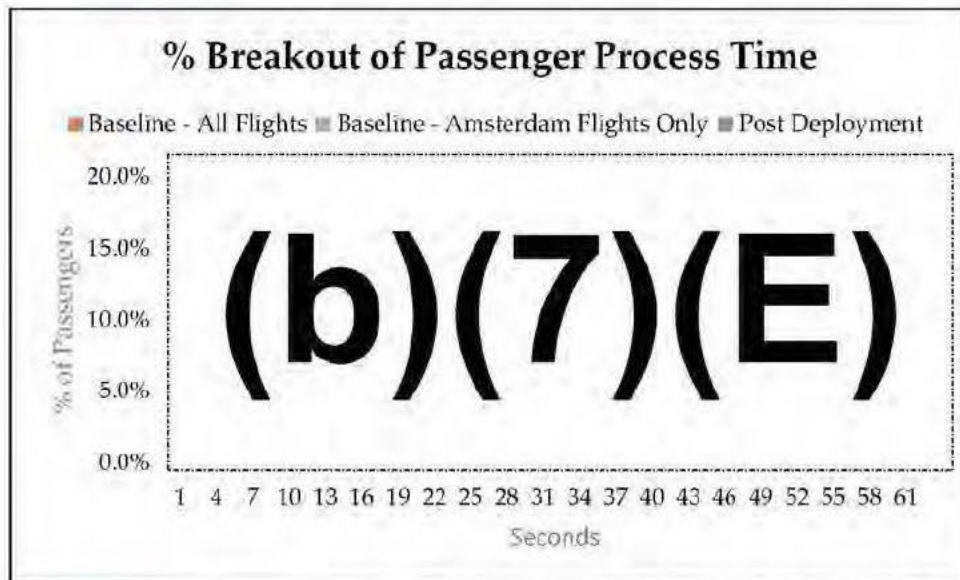 % Breakout of Passenger Process Time
Baseline - All Flights Baseline - Amsterdam Flights Only Post Deployment
% of Passengers
20.0%
15.0%
10.0%
5.0%
0.0%
(b)(7)(E)
1 4 7 10 13 16 19 22 25 28 31 34 37 40 43 46 49 52 55 58 61
Seconds